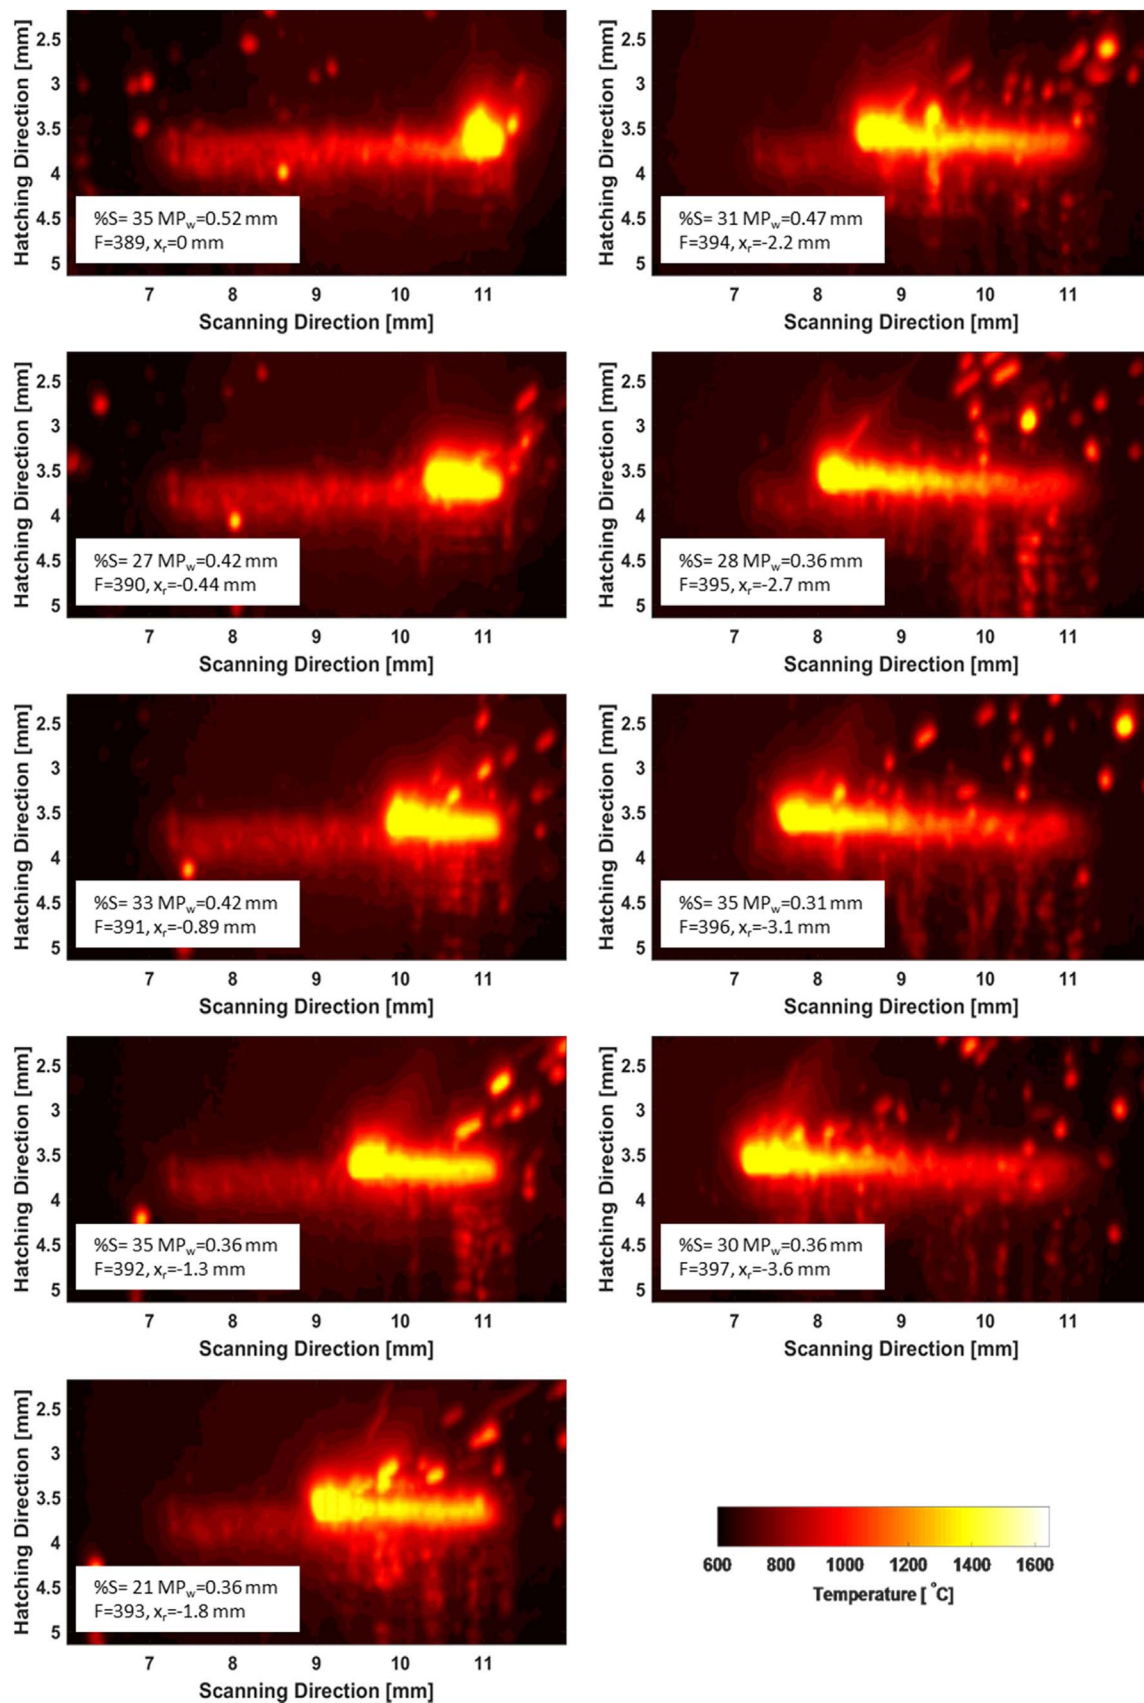 Hatching Direction [mm]
2.5
3
3.5
4
4.5
5
%S= 35 MPw=0.52 mm
F=389, xr=0 mm
7 8 9 10 11
Scanning Direction [mm]
Hatching Direction [mm]
2.5
3
3.5
4
4.5
5
%S= 27 MPw=0.42 mm
F=390, xr=-0.44 mm
7 8 9 10 11
Scanning Direction [mm]
Hatching Direction [mm]
2.5
3
3.5
4
4.5
5
%S= 33 MPw=0.42 mm
F=391, xr=-0.89 mm
7 8 9 10 11
Scanning Direction [mm]
Hatching Direction [mm]
2.5
3
3.5
4
4.5
5
%S= 35 MPw=0.36 mm
F=392, xr=-1.3 mm
7 8 9 10 11
Scanning Direction [mm]
Hatching Direction [mm]
2.5
3
3.5
4
4.5
5
%S= 21 MPw=0.36 mm
F=393, xr=-1.8 mm
7 8 9 10 11
Scanning Direction [mm]
Hatching Direction [mm]
2.5
3
3.5
4
4.5
5
%S= 31 MPw=0.47 mm
F=394, xr=-2.2 mm
7 8 9 10 11
Scanning Direction [mm]
Hatching Direction [mm]
2.5
3
3.5
4
4.5
5
%S= 28 MPw=0.36 mm
F=395, xr=-2.7 mm
7 8 9 10 11
Scanning Direction [mm]
Hatching Direction [mm]
2.5
3
3.5
4
4.5
5
%S= 35 MPw=0.31 mm
F=396, xr=-3.1 mm
7 8 9 10 11
Scanning Direction [mm]
Hatching Direction [mm]
2.5
3
3.5
4
4.5
5
%S= 30 MPw=0.36 mm
F=397, xr=-3.6 mm
7 8 9 10 11
Scanning Direction [mm]
600 800 1000 1200 1400 1600
Temperature [°C]